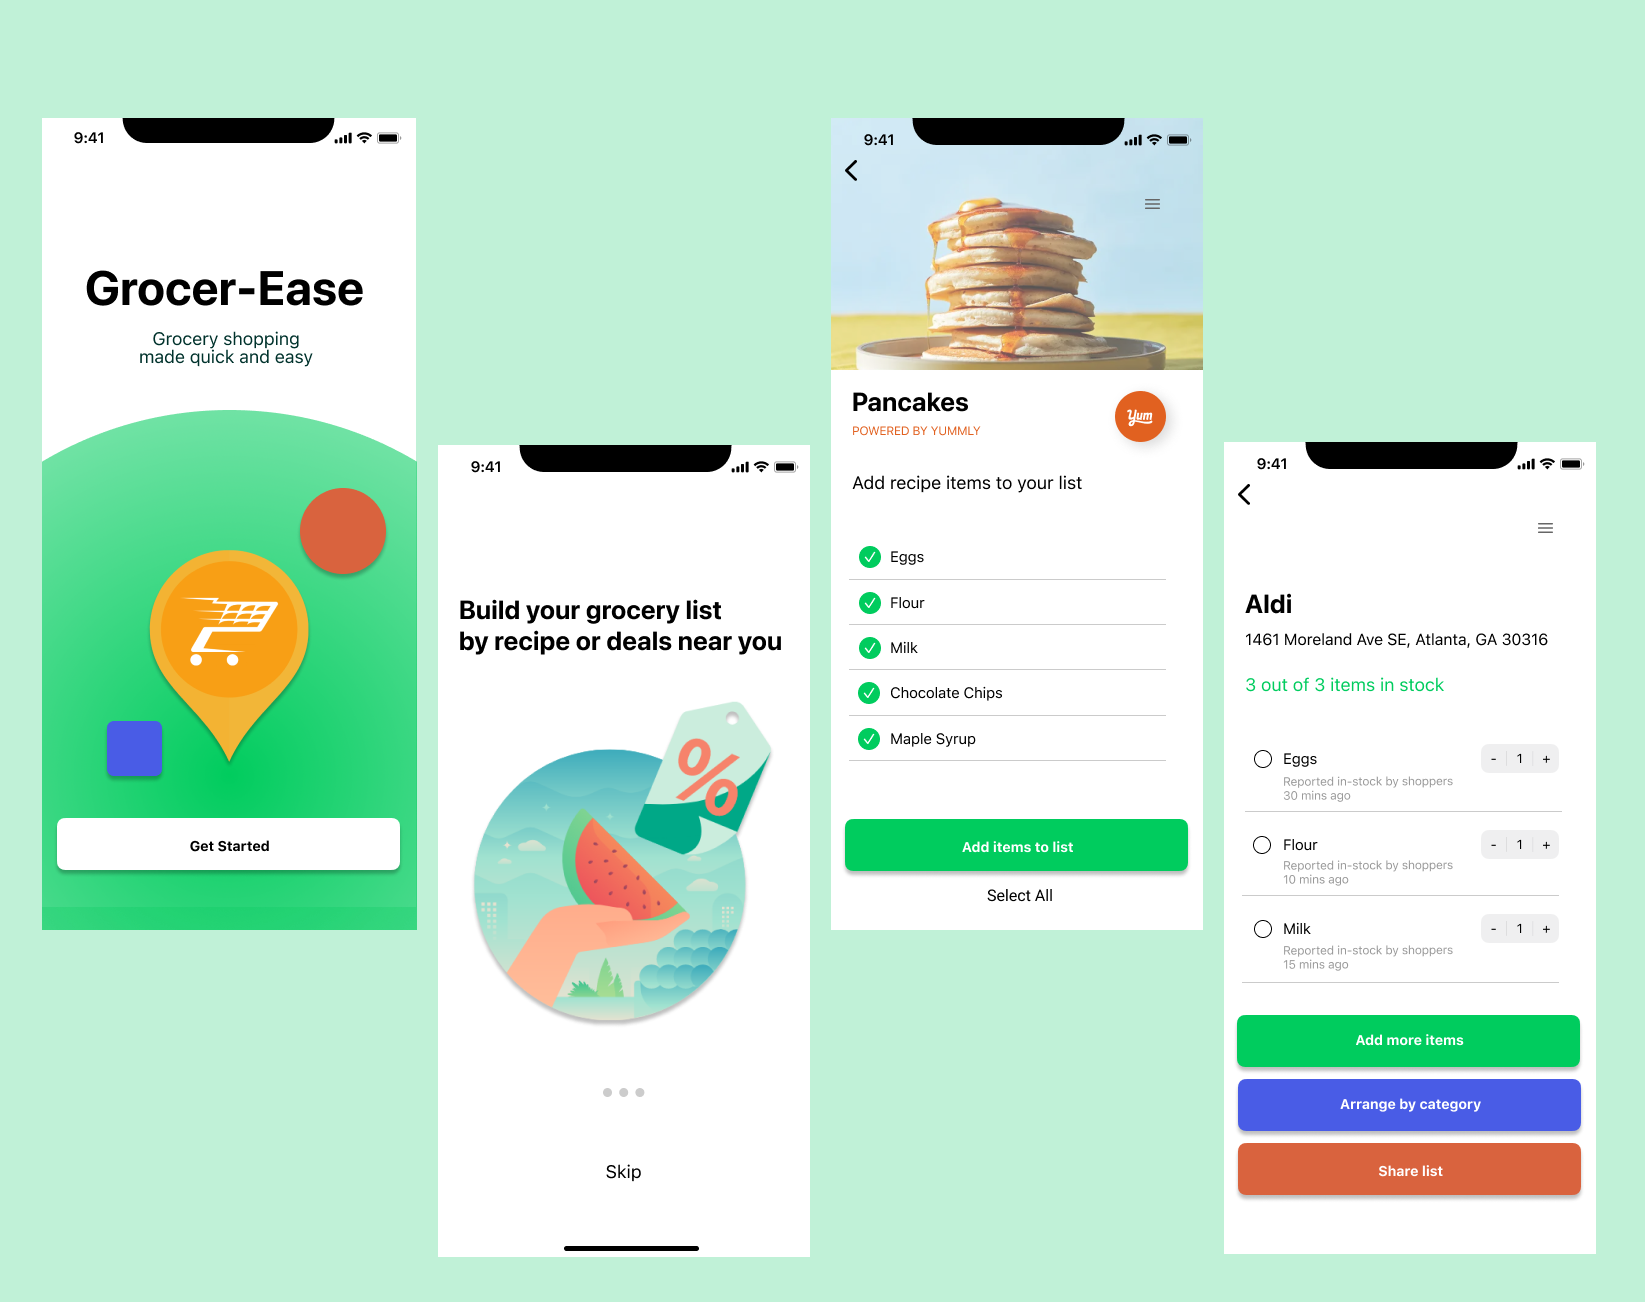 9:41
Grocer-Ease
Grocery shopping
made quick and easy
Get Started
9:41
Build your grocery list
by recipe or deals near you
%
Skip
9:41
Pancakes
POWERED BY YUMMLY
Yum
Add recipe items to your list
Eggs
Flour
Milk
Chocolate Chips
Maple Syrup
Add items to list
Select All
9:41
Aldi
1461 Moreland Ave SE, Atlanta, GA 30316
3 out of 3 items in stock
Eggs - 1 +
Reported in-stock by shoppers
30 mins ago
Flour - 1 +
Reported in-stock by shoppers
10 mins ago
Milk - 1 +
Reported in-stock by shoppers
15 mins ago
Add more items
Arrange by category
Share list